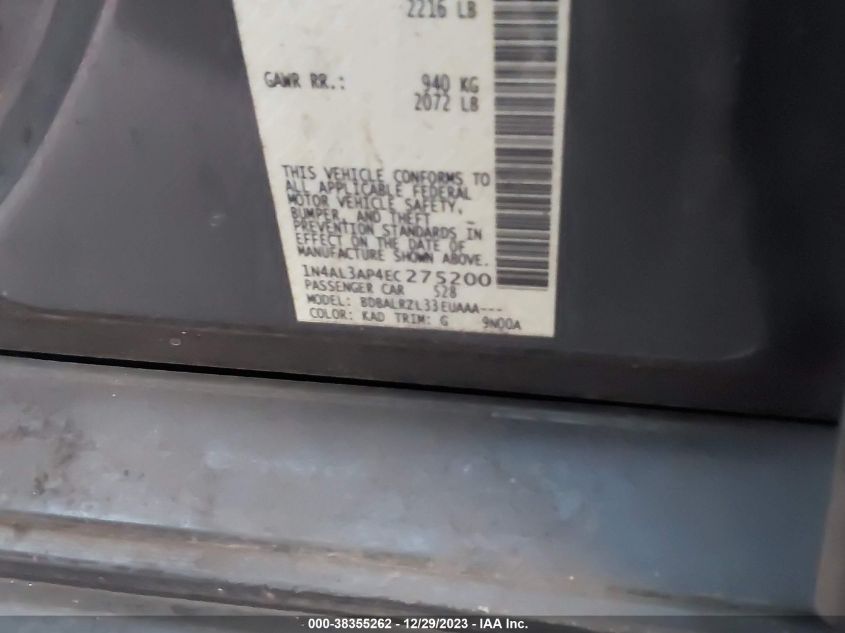 2216 LB
GAWR RR.: 940 KG
2072 LB
THIS VEHICLE CONFORMS TO
ALL APPLICABLE FEDERAL
MOTOR VEHICLE SAFETY,
BUMPER, AND THEFT
PREVENTION STANDARDS IN
EFFECT ON THE DATE OF
MANUFACTURE SHOWN ABOVE.
1N4AL3AP4EC275200
PASSENGER CAR 528
MODEL: BDBALRZL33EUAAA---
COLOR: KAD TRIM: G 9N00A
000-38355262 - 12/29/2023 - IAA Inc.